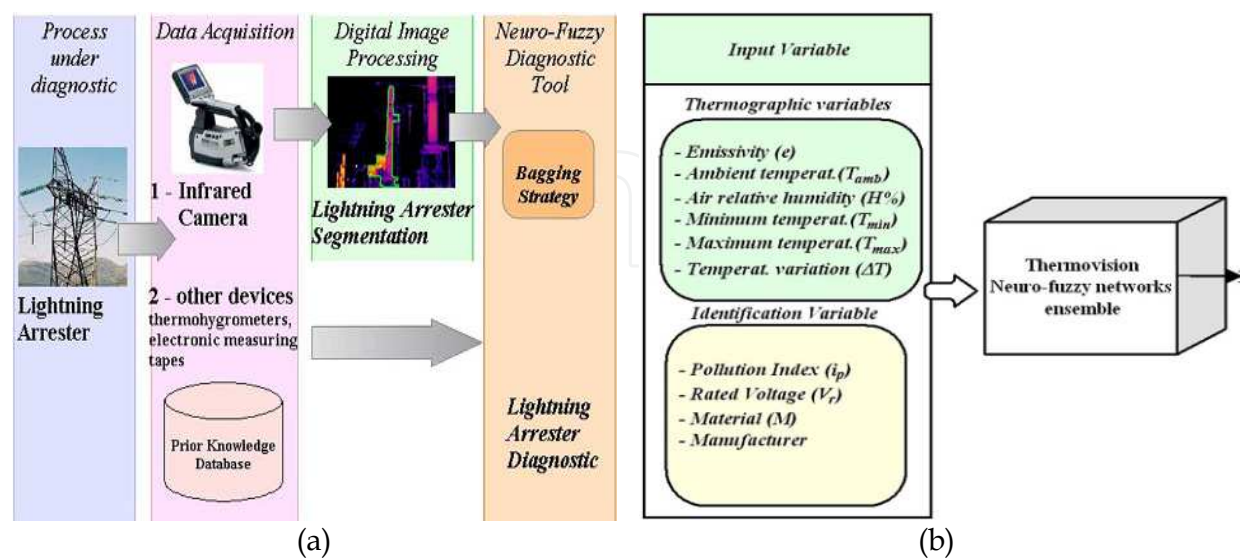 Process
under
diagnostic
Lightning
Arrester
Data Acquisition
1 - Infrared
Camera
2 - other devices
thermohygrometers,
electronic measuring
tapes
Prior Knowledge
Database
Digital Image
Processing
Lightning Arrester
Segmentation
Neuro-Fuzzy
Diagnostic
Tool
Bagging
Strategy
Lightning
Arrester
Diagnostic
(a)
Input Variable
Thermographic variables
- Emissivity (e)
- Ambient temperat.(Tamb)
- Air relative humidity (H%)
- Minimum temperat.(Tmin)
- Maximum temperat.(Tmax)
- Temperat. variation (ΔT)
Identification Variable
- Pollution Index (ip)
- Rated Voltage (Vr)
- Material (M)
- Manufacturer
Thermovision
Neuro-fuzzy networks
ensemble
(b)